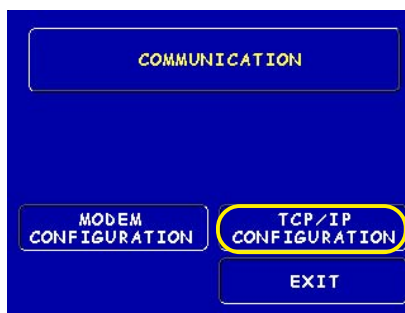 COMMUNICATION
MODEM
CONFIGURATION
TCP/IP
CONFIGURATION
EXIT